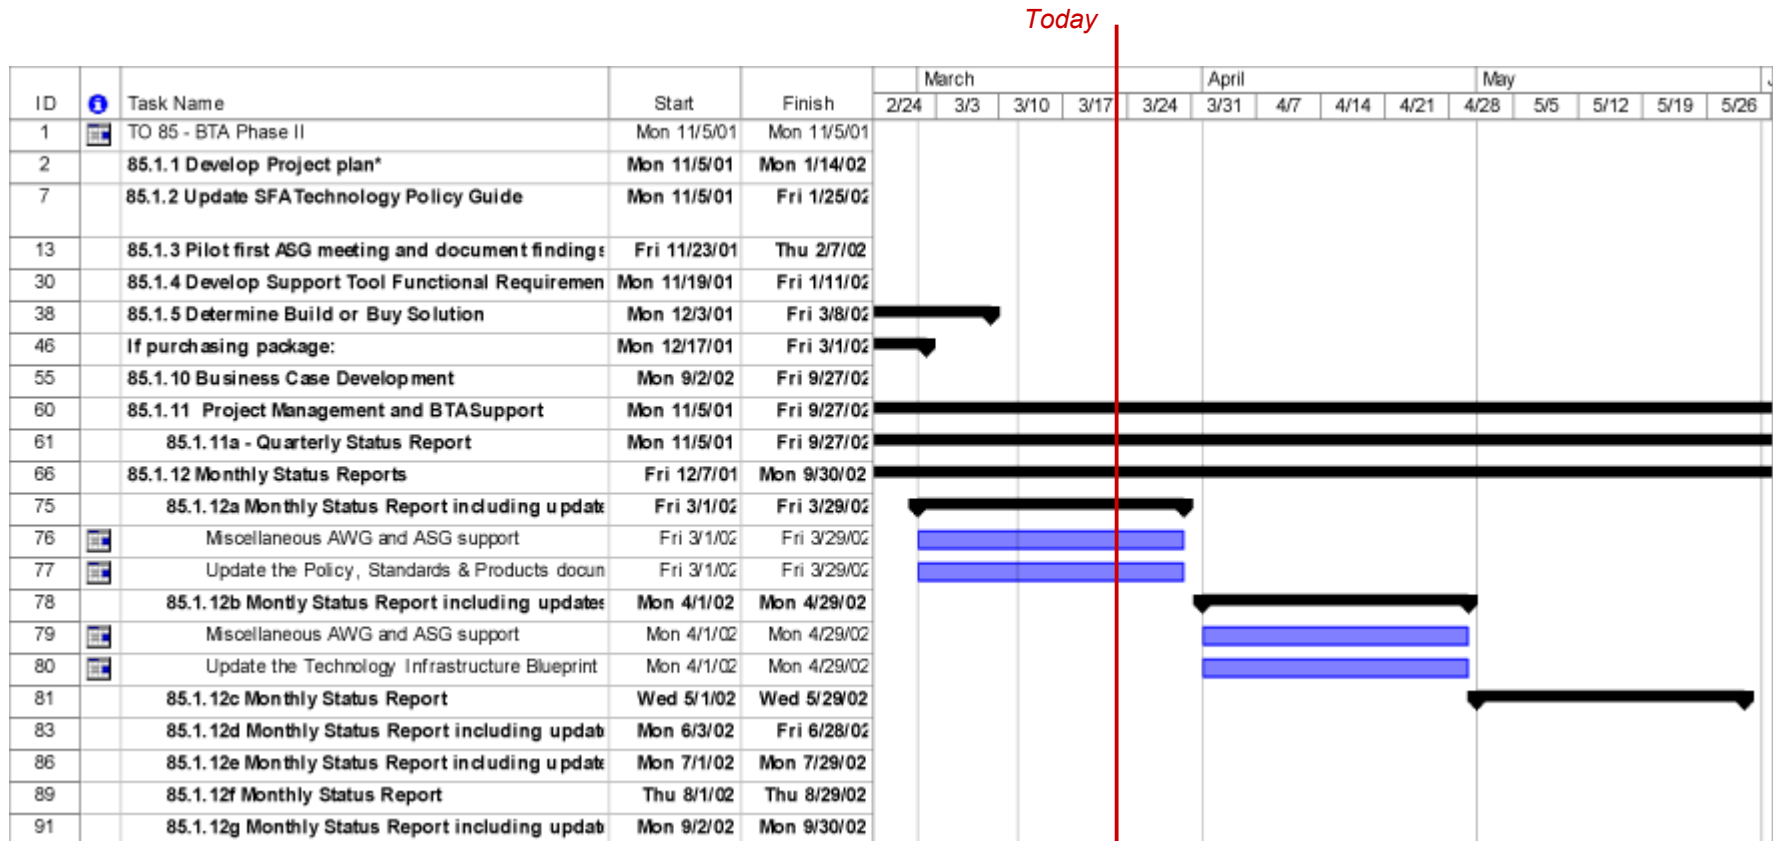 Today
March April May
ID Task Name Start Finish 2/24 3/3 3/10 3/17 3/24 3/31 4/7 4/14 4/21 4/28 5/5 5/12 5/19 5/26
1 TO 85 - BTA Phase II Mon 11/5/01 Mon 11/5/01
2 85.1.1 Develop Project plan* Mon 11/5/01 Mon 1/14/02
7 85.1.2 Update SFA Technology Policy Guide Mon 11/5/01 Fri 1/25/02
13 85.1.3 Pilot first ASG meeting and document findings Fri 11/23/01 Thu 2/7/02
30 85.1.4 Develop Support Tool Functional Requiremen Mon 11/19/01 Fri 1/11/02
38 85.1.5 Determine Build or Buy Solution Mon 12/3/01 Fri 3/8/02
46 If purchasing package: Mon 12/17/01 Fri 3/1/02
55 85.1.10 Business Case Development Mon 9/2/02 Fri 9/27/02
60 85.1.11 Project Management and BTA Support Mon 11/5/01 Fri 9/27/02
61 85.1.11a - Quarterly Status Report Mon 11/5/01 Fri 9/27/02
66 85.1.12 Monthly Status Reports Fri 12/7/01 Mon 9/30/02
75 85.1.12a Monthly Status Report including update Fri 3/1/02 Fri 3/29/02
76 Miscellaneous AWG and ASG support Fri 3/1/02 Fri 3/29/02
77 Update the Policy, Standards & Products docun Fri 3/1/02 Fri 3/29/02
78 85.1.12b Montly Status Report including updates Mon 4/1/02 Mon 4/29/02
79 Miscellaneous AWG and ASG support Mon 4/1/02 Mon 4/29/02
80 Update the Technology Infrastructure Blueprint Mon 4/1/02 Mon 4/29/02
81 85.1.12c Monthly Status Report Wed 5/1/02 Wed 5/29/02
83 85.1.12d Monthly Status Report including updat Mon 6/3/02 Fri 6/28/02
86 85.1.12e Monthly Status Report including update Mon 7/1/02 Mon 7/29/02
89 85.1.12f Monthly Status Report Thu 8/1/02 Thu 8/29/02
91 85.1.12g Monthly Status Report including updat Mon 9/2/02 Mon 9/30/02